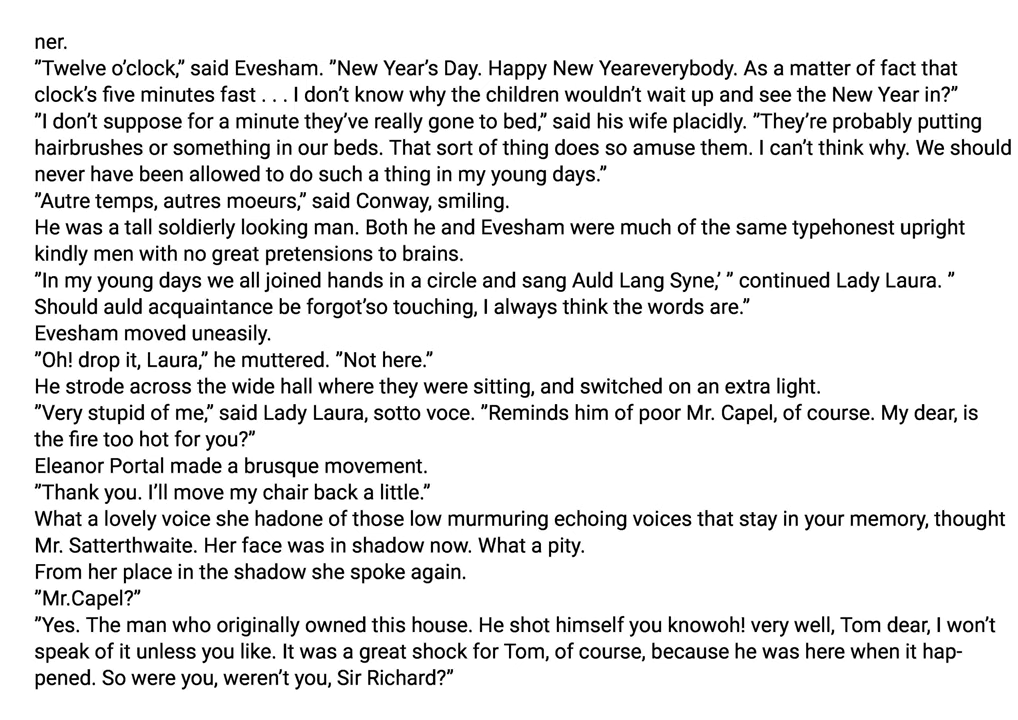 ner.
”Twelve o’clock,” said Evesham. ”New Year’s Day. Happy New Yeareverybody. As a matter of fact that
clock’s five minutes fast . . . I don’t know why the children wouldn’t wait up and see the New Year in?”
”I don’t suppose for a minute they’ve really gone to bed,” said his wife placidly. ”They’re probably putting
hairbrushes or something in our beds. That sort of thing does so amuse them. I can’t think why. We should
never have been allowed to do such a thing in my young days.”
”Autre temps, autres moeurs,” said Conway, smiling.
He was a tall soldierly looking man. Both he and Evesham were much of the same typehonest upright
kindly men with no great pretensions to brains.
”In my young days we all joined hands in a circle and sang Auld Lang Syne,’ ” continued Lady Laura. ”
Should auld acquaintance be forgot’so touching, I always think the words are.”
Evesham moved uneasily.
”Oh! drop it, Laura,” he muttered. ”Not here.”
He strode across the wide hall where they were sitting, and switched on an extra light.
”Very stupid of me,” said Lady Laura, sotto voce. ”Reminds him of poor Mr. Capel, of course. My dear, is
the fire too hot for you?”
Eleanor Portal made a brusque movement.
”Thank you. I’ll move my chair back a little.”
What a lovely voice she hadone of those low murmuring echoing voices that stay in your memory, thought
Mr. Satterthwaite. Her face was in shadow now. What a pity.
From her place in the shadow she spoke again.
”Mr.Capel?”
”Yes. The man who originally owned this house. He shot himself you knowoh! very well, Tom dear, I won’t
speak of it unless you like. It was a great shock for Tom, of course, because he was here when it hap-
pened. So were you, weren’t you, Sir Richard?”